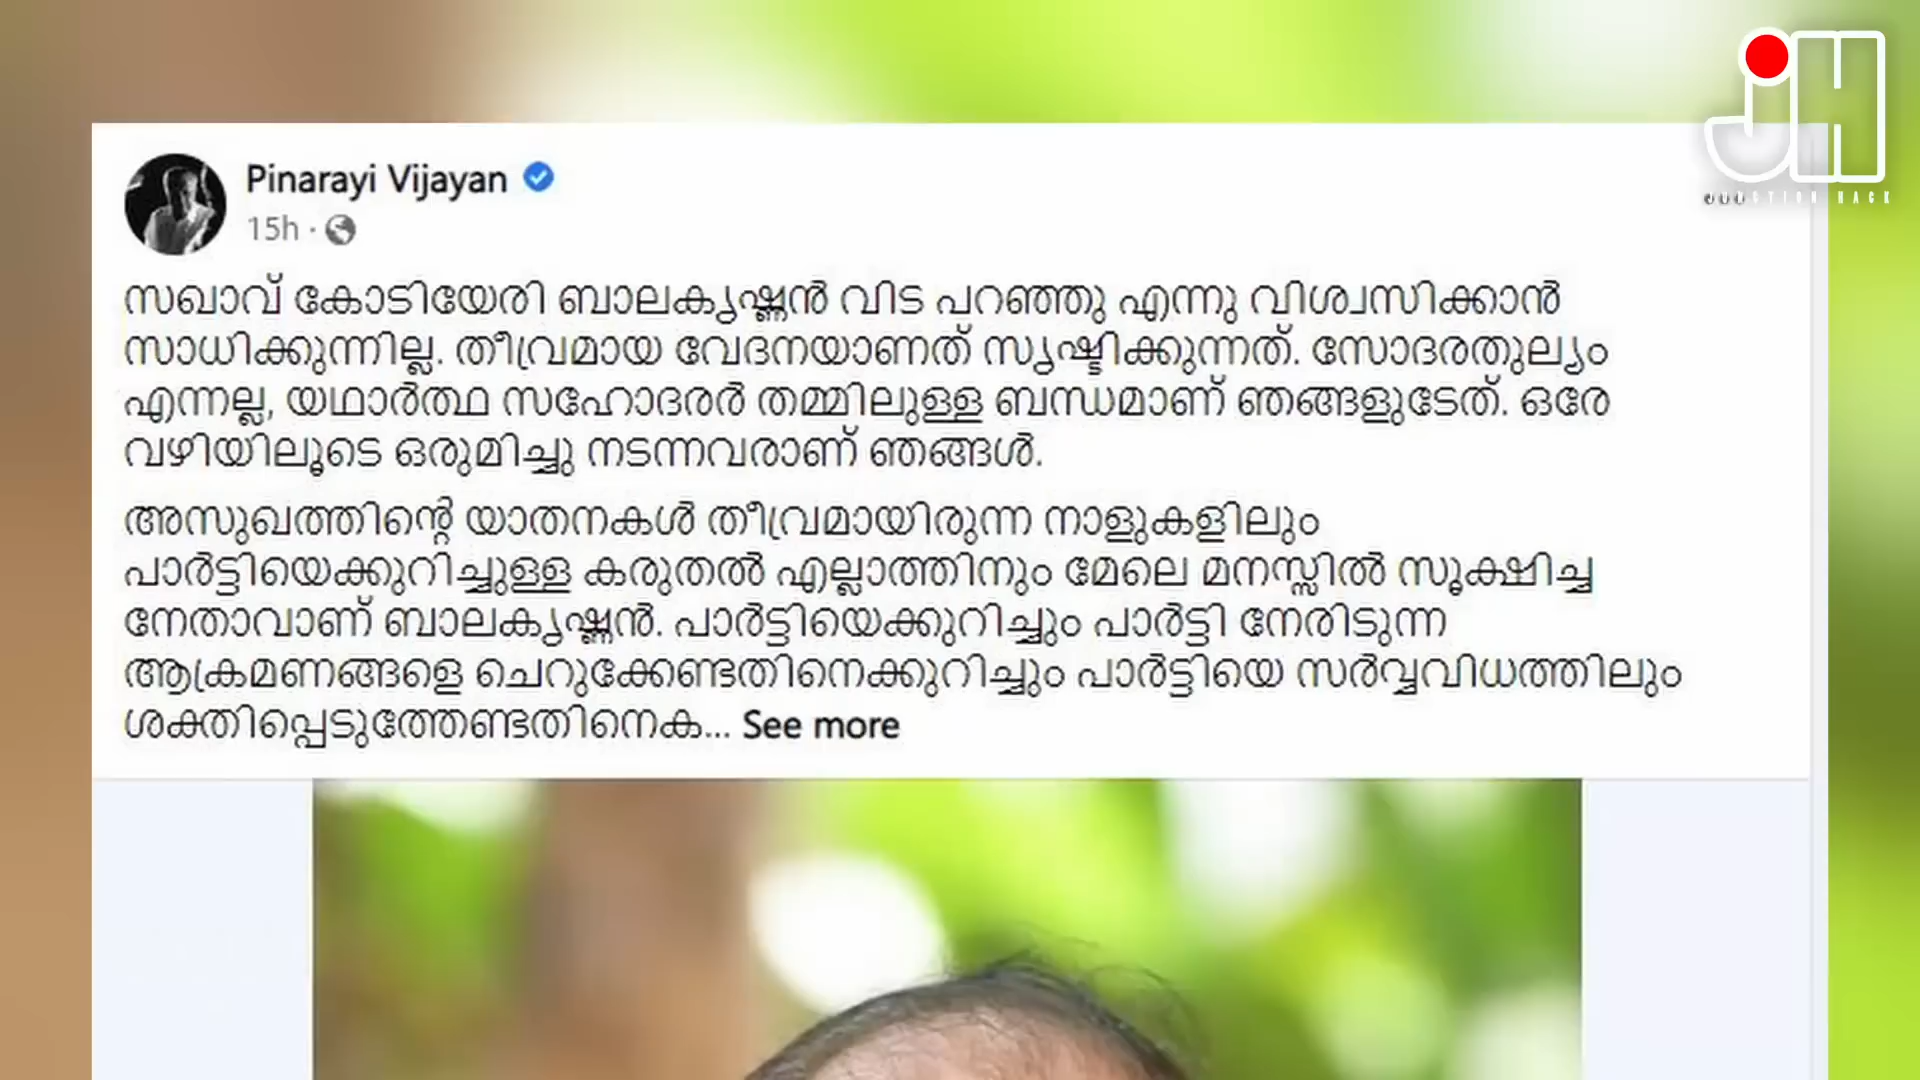 JH
JUNCTION HACK
Pinarayi Vijayan
15h ·
സഖാവ് കോടിയേരി ബാലകൃഷ്ണൻ വിട പറഞ്ഞു എന്നു വിശ്വസിക്കാൻ
സാധിക്കുന്നില്ല. തീവ്രമായ വേദനയാണത് സൃഷ്ടിക്കുന്നത്. സോദരതുല്യം
എന്നല്ല, യഥാർത്ഥ സഹോദരർ തമ്മിലുള്ള ബന്ധമാണ് ഞങ്ങളുടേത്. ഒരേ
വഴിയിലൂടെ ഒരുമിച്ചു നടന്നവരാണ് ഞങ്ങൾ.
അസുഖത്തിന്റെ യാതനകൾ തീവ്രമായിരുന്ന നാളുകളിലും
പാർട്ടിയെക്കുറിച്ചുള്ള കരുതൽ എല്ലാത്തിനും മേലെ മനസ്സിൽ സൂക്ഷിച്ച
നേതാവാണ് ബാലകൃഷ്ണൻ. പാർട്ടിയെക്കുറിച്ചും പാർട്ടി നേരിടുന്ന
ആക്രമണങ്ങളെ ചെറുക്കേണ്ടതിനെക്കുറിച്ചും പാർട്ടിയെ സർവ്വവിധത്തിലും
ശക്തിപ്പെടുത്തേണ്ടതിനെക... See more